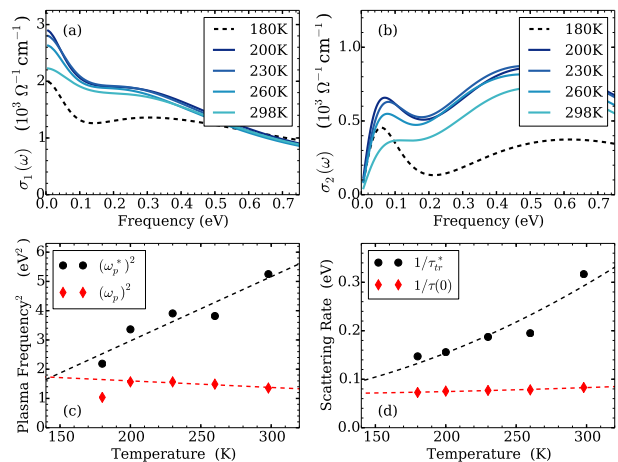 (a)
180K
200K
230K
260K
298K
σ₁(ω) (10³ Ω⁻¹ cm⁻¹)
3
2
1
0
0.0 0.1 0.2 0.3 0.4 0.5 0.6 0.7
Frequency (eV)
(b)
180K
200K
230K
260K
298K
σ₂(ω) (10³ Ω⁻¹ cm⁻¹)
1.0
0.5
0.0
0.0 0.1 0.2 0.3 0.4 0.5 0.6 0.7
Frequency (eV)
(ωₚ*)²
(ωₚ)²
Plasma Frequency² (eV²)
6
5
4
3
2
1
0
(c)
150 200 250 300
Temperature (K)
1/τ*ₜᵣ
1/τ(0)
Scattering Rate (eV)
0.3
0.2
0.1
0.0
(d)
150 200 250 300
Temperature (K)